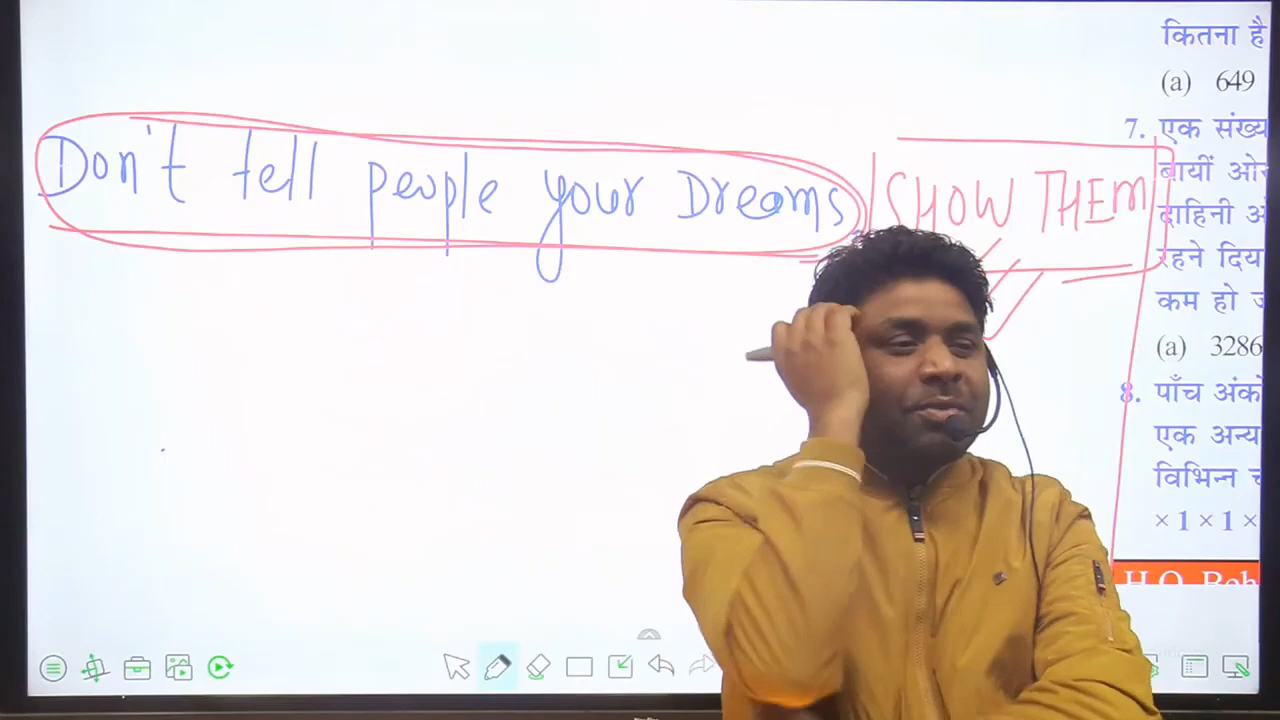 Don't tell people your Dreams, SHOW THEM
कितना है
(a) 649
7. एक संख्य
बायीं ओर
दाहिनी ओ
रहने दिय
कम हो ज
(a) 3286
8. पाँच अंको
एक अन्य
विभिन्न च
×1×1×
H.O. Beh